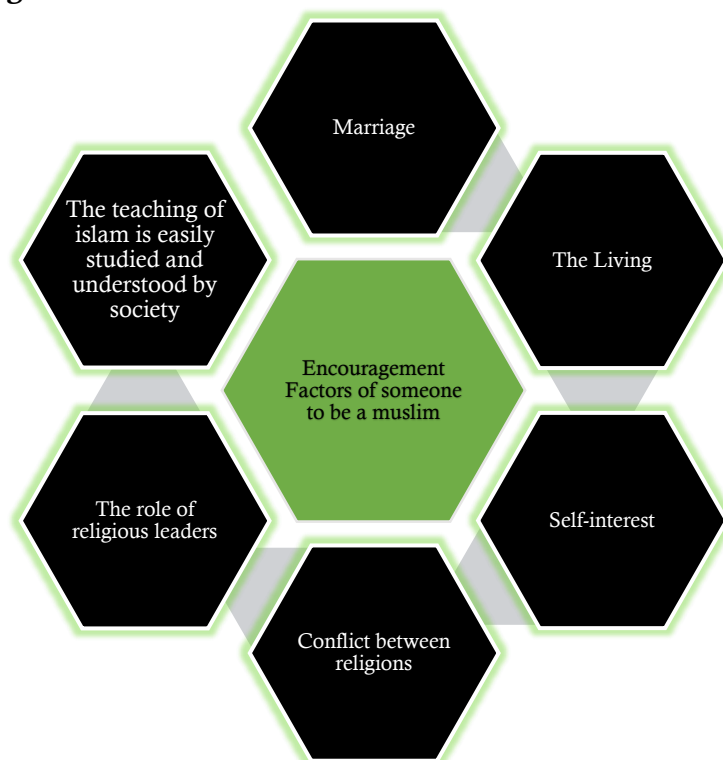 Marriage
The Living
Self-interest
Conflict between
religions
The role of
religious leaders
The teaching of
islam is easily
studied and
understood by
society
Encouragement
Factors of someone
to be a muslim